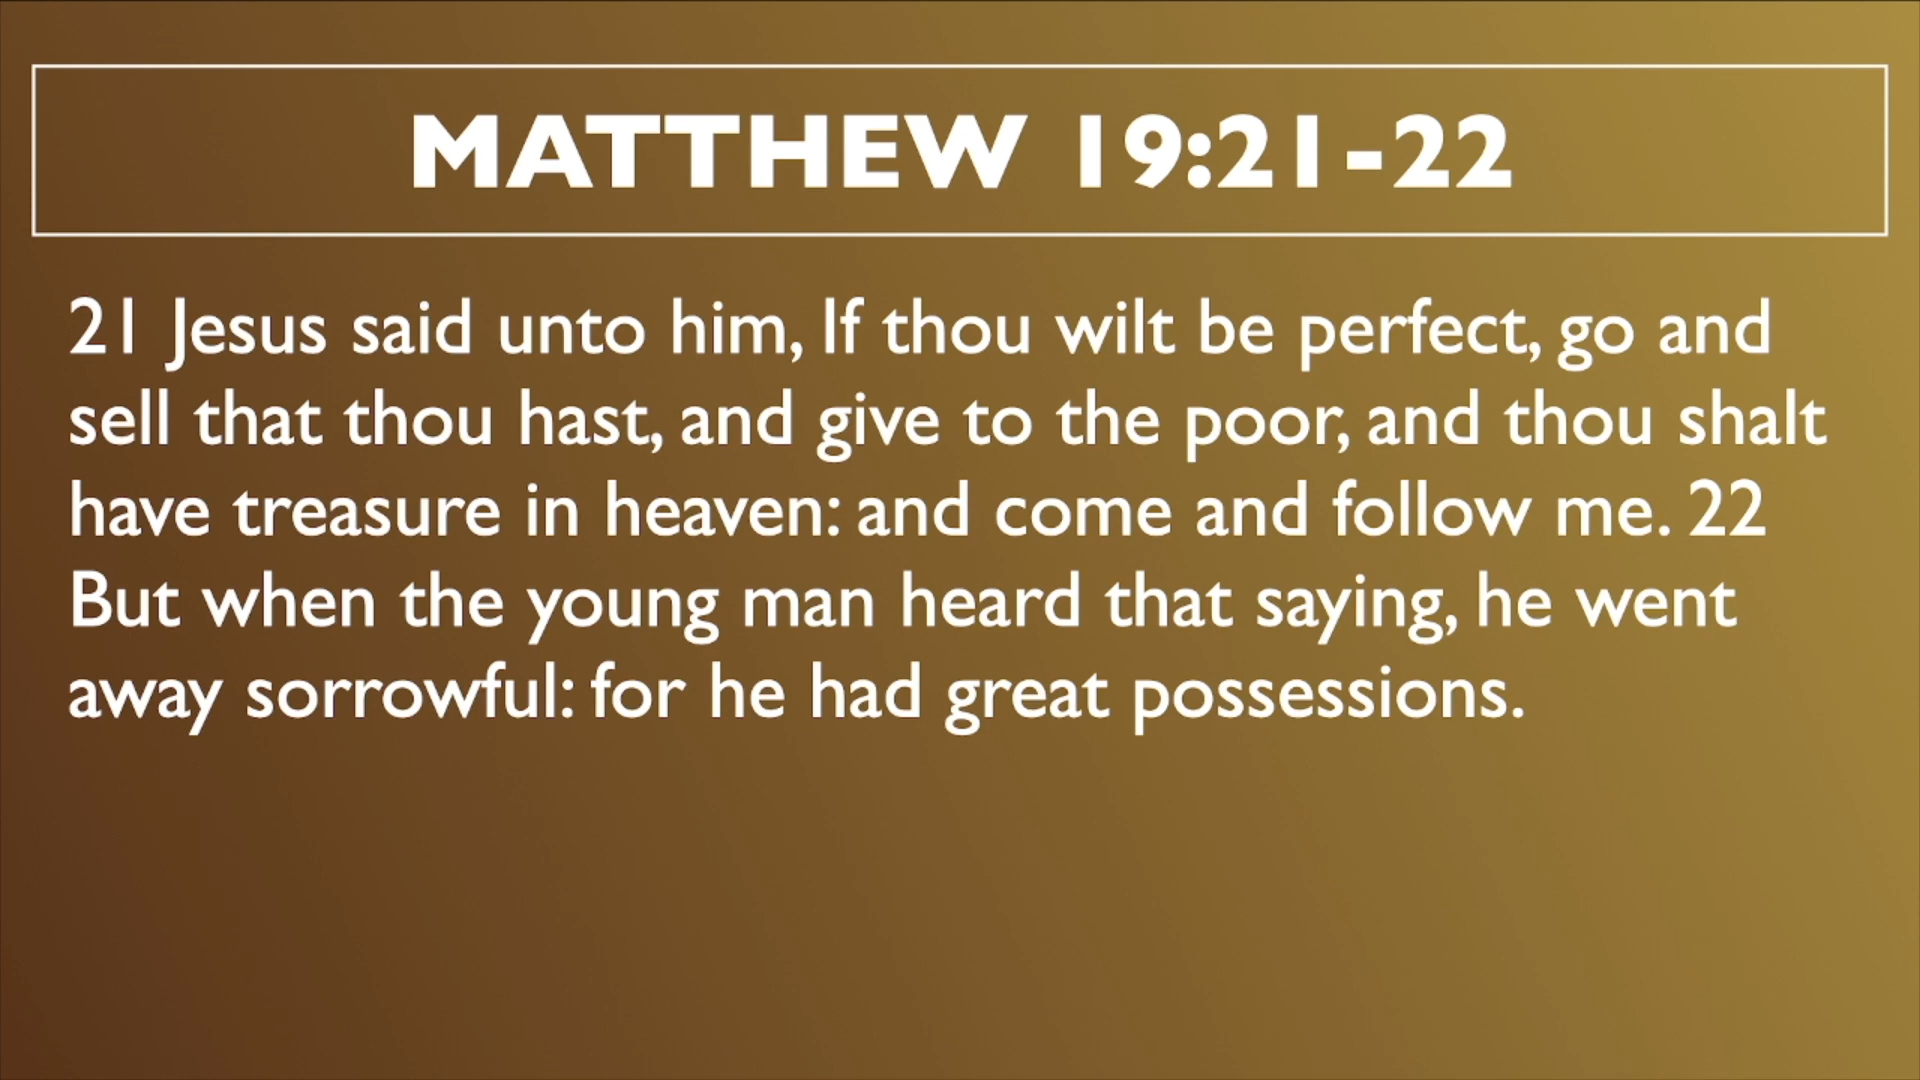 MATTHEW 19:21-22
21 Jesus said unto him, If thou wilt be perfect, go and
sell that thou hast, and give to the poor, and thou shalt
have treasure in heaven: and come and follow me. 22
But when the young man heard that saying, he went
away sorrowful: for he had great possessions.